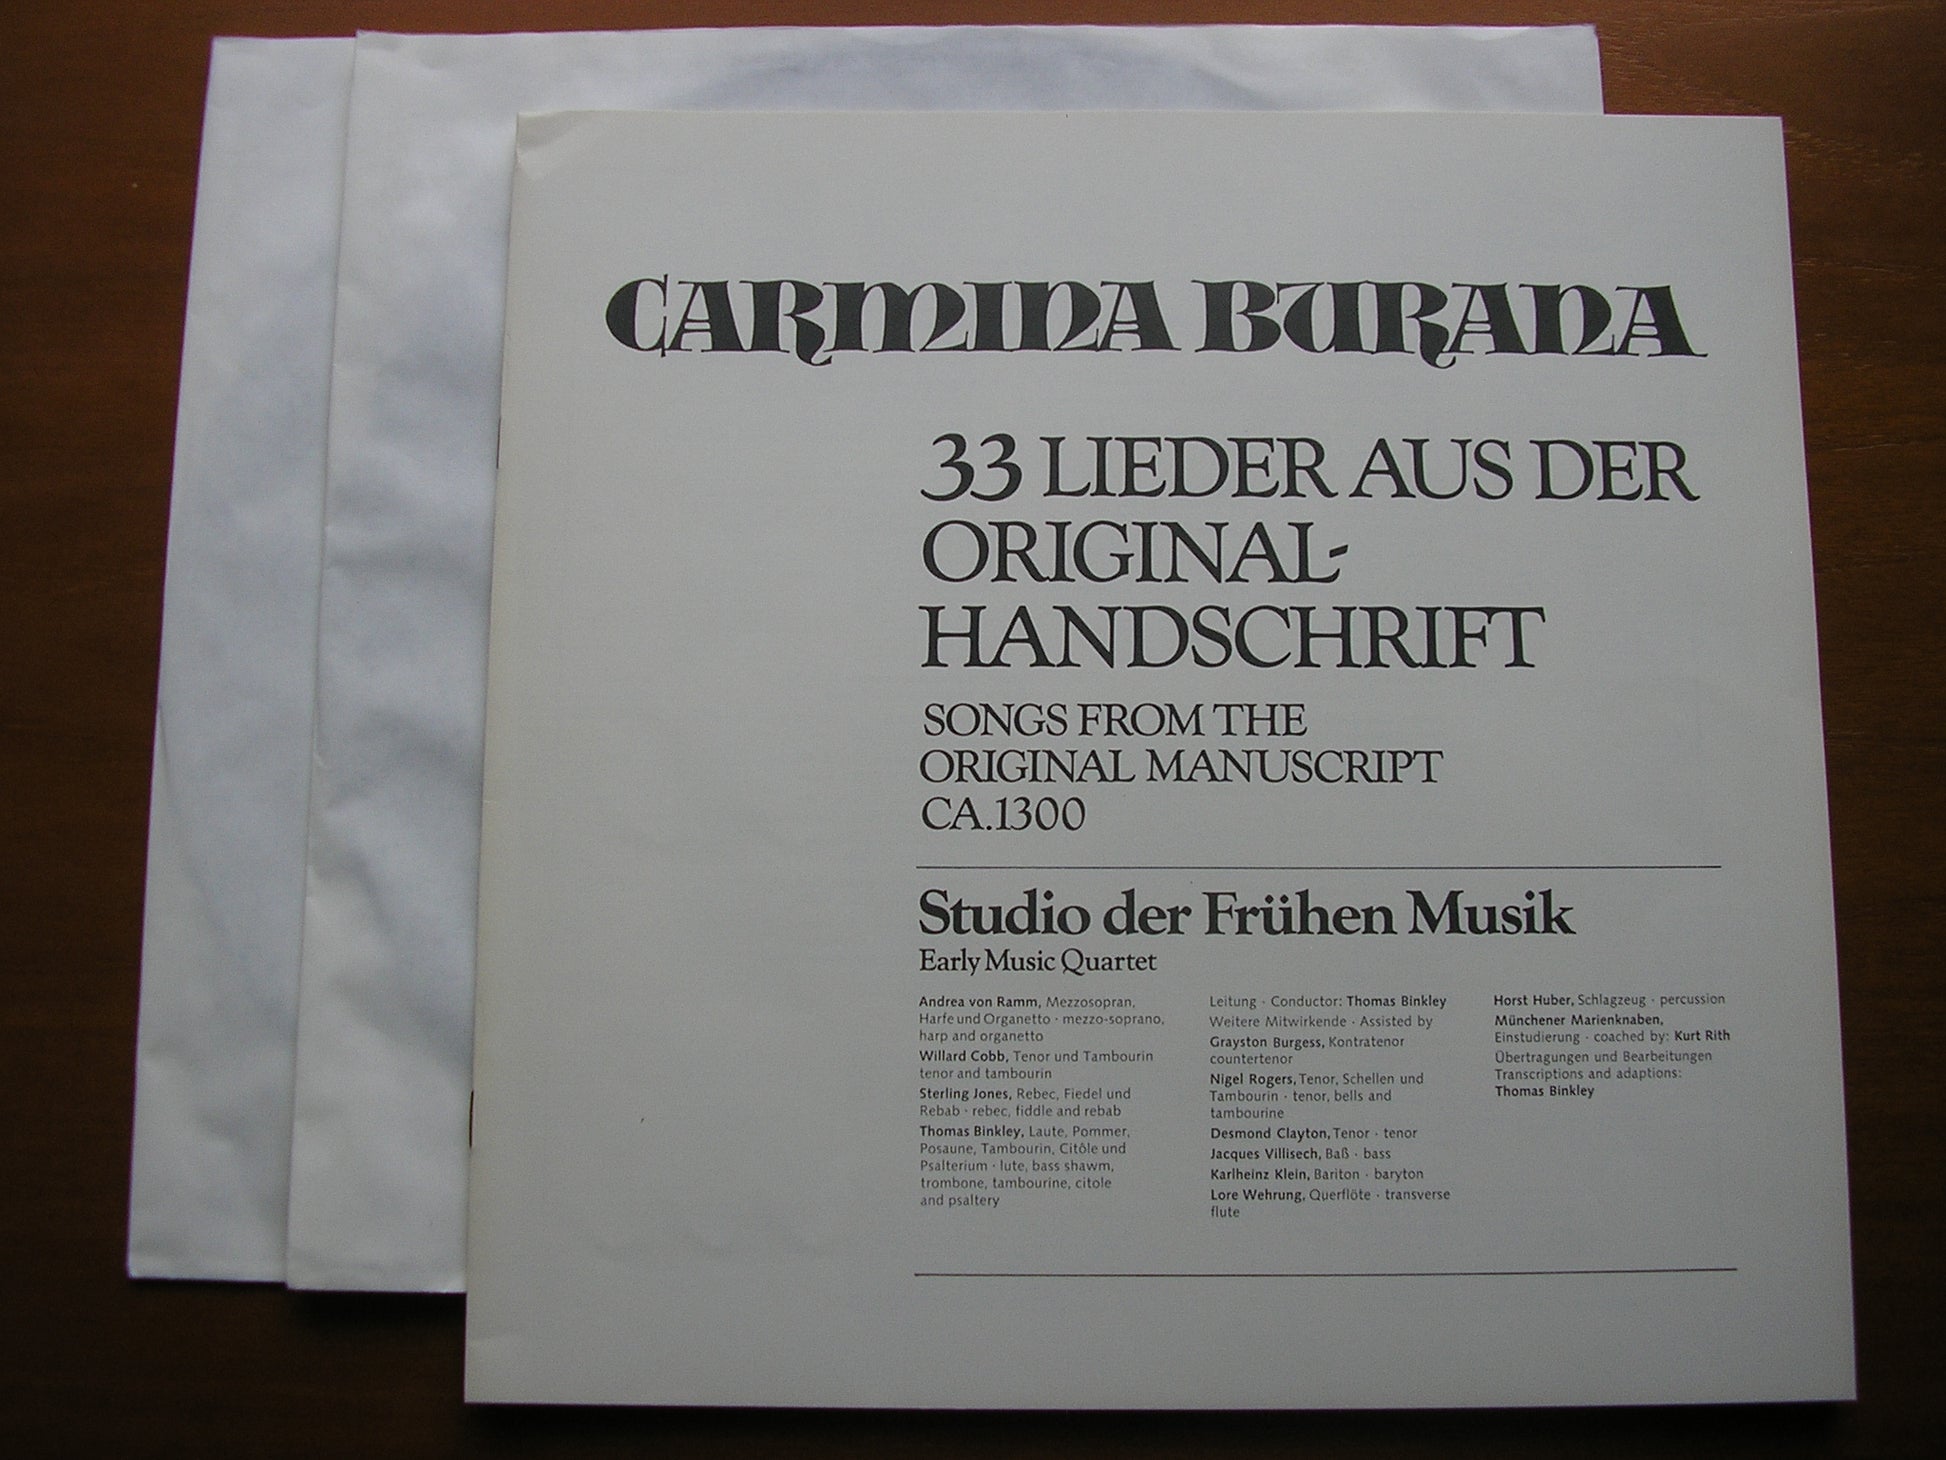 CARMINA BURANA
33 LIEDER AUS DER
ORIGINAL-
HANDSCHRIFT
SONGS FROM THE
ORIGINAL MANUSCRIPT
CA.1300
Studio der Frühen Musik
Early Music Quartet
Andrea von Ramm, Mezzosopran,
Harfe und Organetto · mezzo-soprano,
harp and organetto
Willard Cobb, Tenor und Tambourin
tenor and tambourin
Sterling Jones, Rebec, Fiedel und
Rebab · rebec, fiddle and rebab
Thomas Binkley, Laute, Pommer,
Posaune, Tambourin, Citôle und
Psalterium · lute, bass shawm,
trombone, tambourine, citole
and psaltery
Leitung · Conductor: Thomas Binkley
Weitere Mitwirkende · Assisted by
Grayston Burgess, Kontratenor
countertenor
Nigel Rogers, Tenor, Schellen und
Tambourin · tenor, bells and
tambourine
Desmond Clayton, Tenor · tenor
Jacques Villisech, Baß · bass
Karlheinz Klein, Bariton · baryton
Lore Wehrung, Querflöte · transverse
flute
Horst Huber, Schlagzeug · percussion
Münchener Marienknaben,
Einstudierung · coached by: Kurt Rith
Übertragungen und Bearbeitungen
Transcriptions and adaptions:
Thomas Binkley